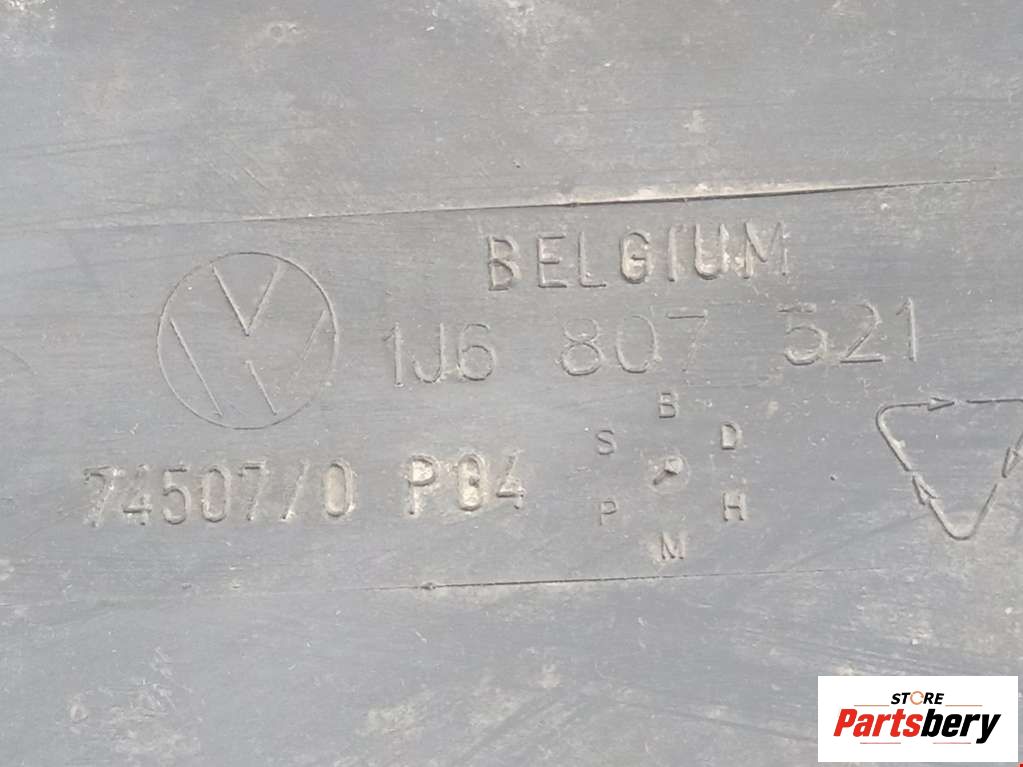 BELGIUM
1J6 807 521
B
S D
74507/0 P04
P H
M
STORE
Partsbery